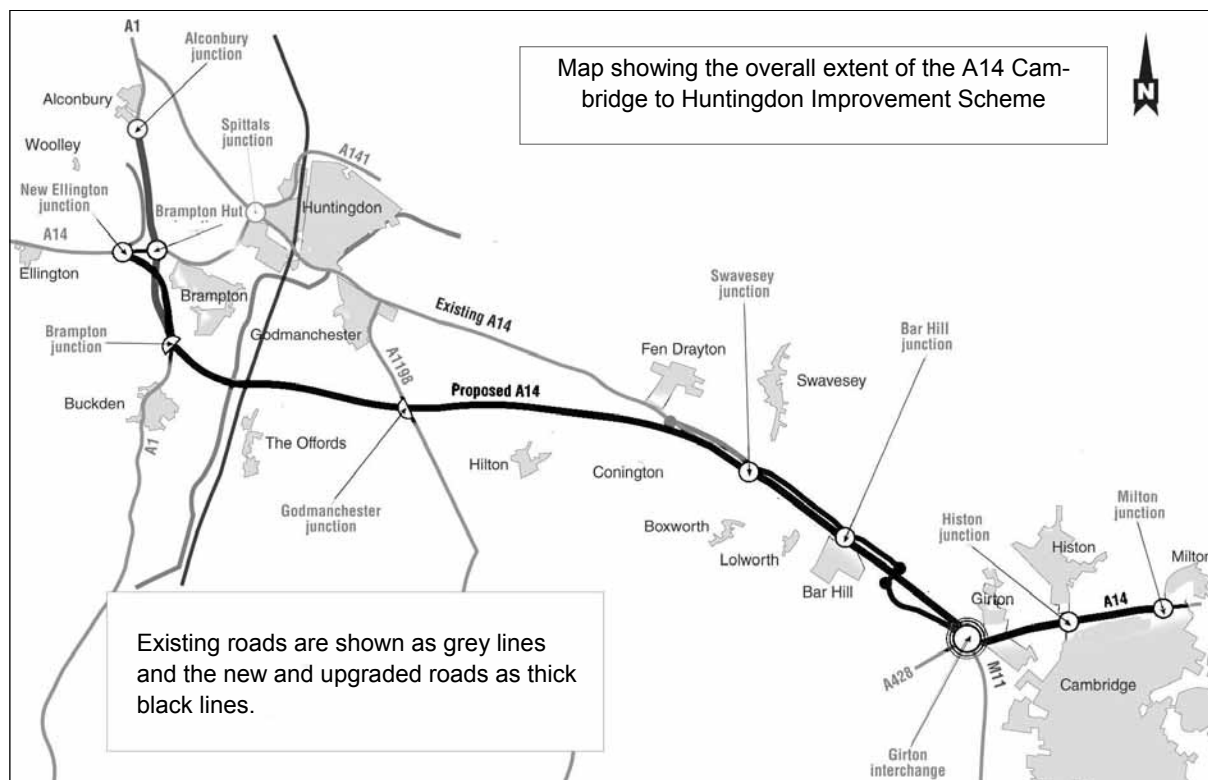 A1
Alconbury
junction
Map showing the overall extent of the A14 Cam-
bridge to Huntingdon Improvement Scheme
N
Alconbury
Spittals
junction
Woolley
A141
New Ellington
junction
Brampton Hut
Huntingdon
A14
Ellington
Brampton
Swavesey
junction
Existing A14
Bar Hill
junction
Brampton
junction
Godmanchester
Fen Drayton
A1198
Swavesey
Proposed A14
Buckden
A1
The Offords
Hilton
Conington
Milton
junction
Godmanchester
junction
Histon
junction
Boxworth
Histon
Lolworth
Milton
Bar Hill
Girton
A14
Existing roads are shown as grey lines
and the new and upgraded roads as thick
black lines.
A428
M11
Cambridge
Girton
interchange